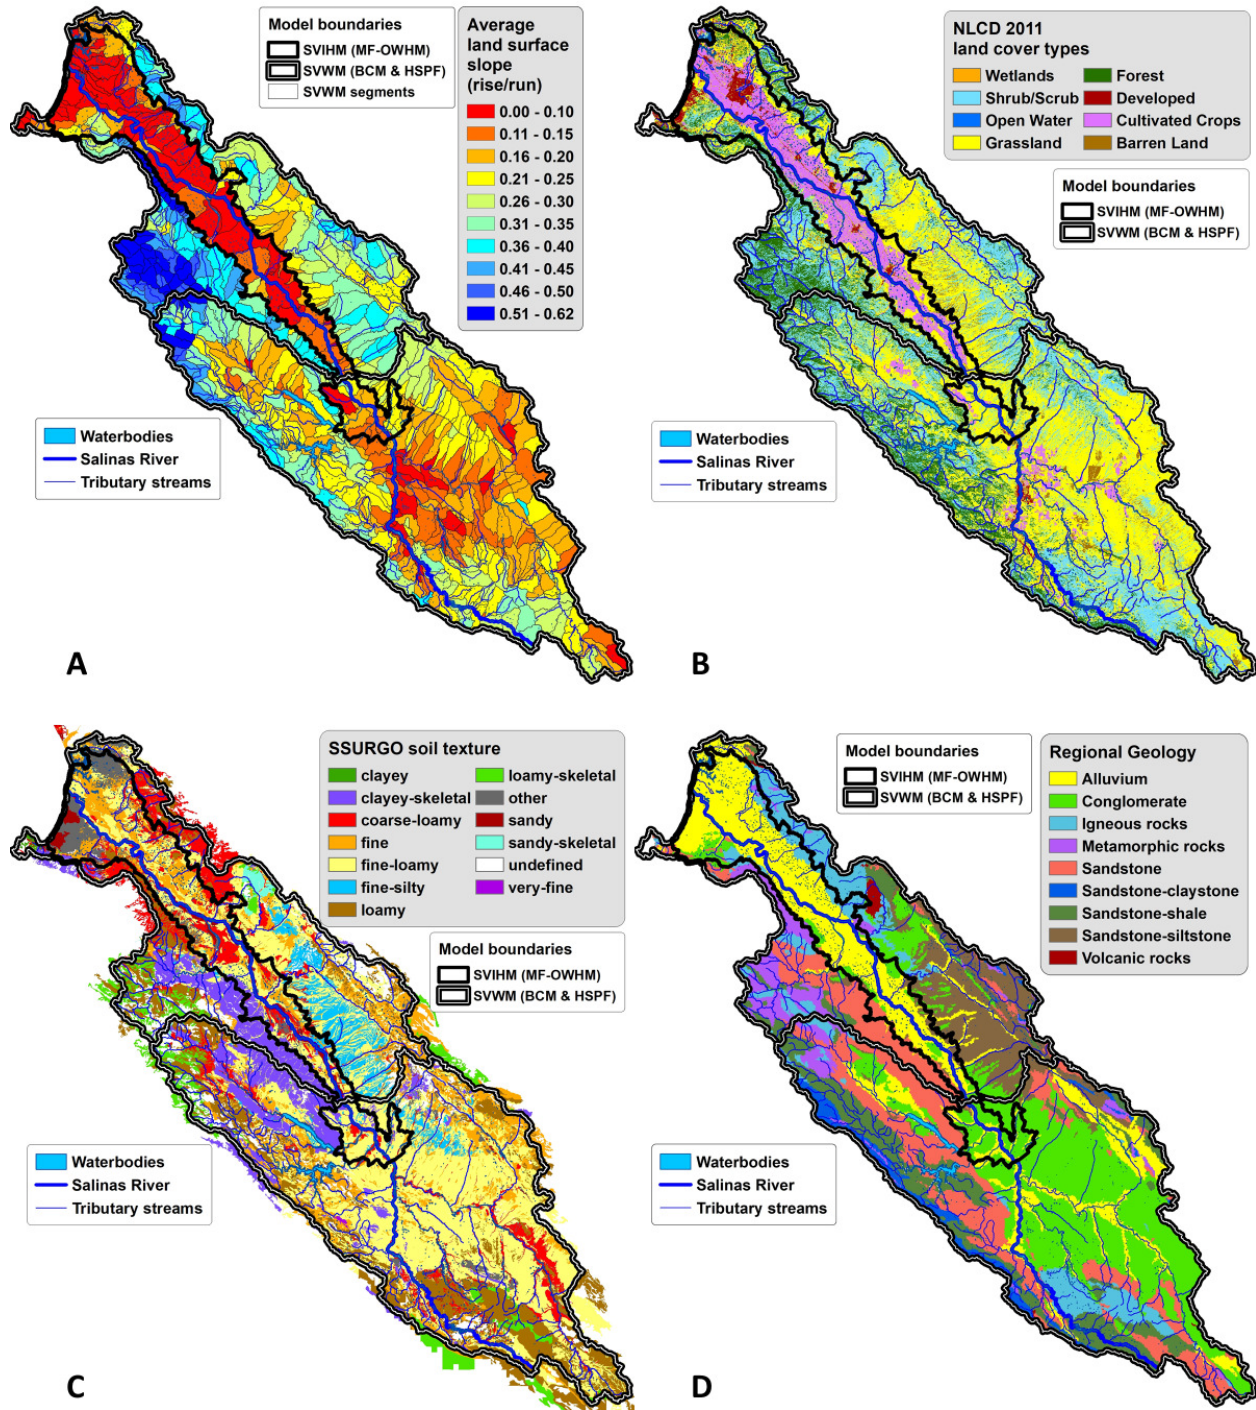 Model boundaries
SVIHM (MF-OWHM)
SVWM (BCM & HSPF)
SVWM segments
Average
land surface
slope
(rise/run)
0.00 - 0.10
0.11 - 0.15
0.16 - 0.20
0.21 - 0.25
0.26 - 0.30
0.31 - 0.35
0.36 - 0.40
0.41 - 0.45
0.46 - 0.50
0.51 - 0.62
Waterbodies
Salinas River
Tributary streams
A
NLCD 2011
land cover types
Wetlands
Forest
Shrub/Scrub
Developed
Open Water
Cultivated Crops
Grassland
Barren Land
Model boundaries
SVIHM (MF-OWHM)
SVWM (BCM & HSPF)
Waterbodies
Salinas River
Tributary streams
B
SSURGO soil texture
clayey
loamy-skeletal
clayey-skeletal
other
coarse-loamy
sandy
fine
sandy-skeletal
fine-loamy
undefined
fine-silty
very-fine
loamy
Model boundaries
SVIHM (MF-OWHM)
SVWM (BCM & HSPF)
Waterbodies
Salinas River
Tributary streams
C
Model boundaries
SVIHM (MF-OWHM)
SVWM (BCM & HSPF)
Regional Geology
Alluvium
Conglomerate
Igneous rocks
Metamorphic rocks
Sandstone
Sandstone-claystone
Sandstone-shale
Sandstone-siltstone
Volcanic rocks
Waterbodies
Salinas River
Tributary streams
D